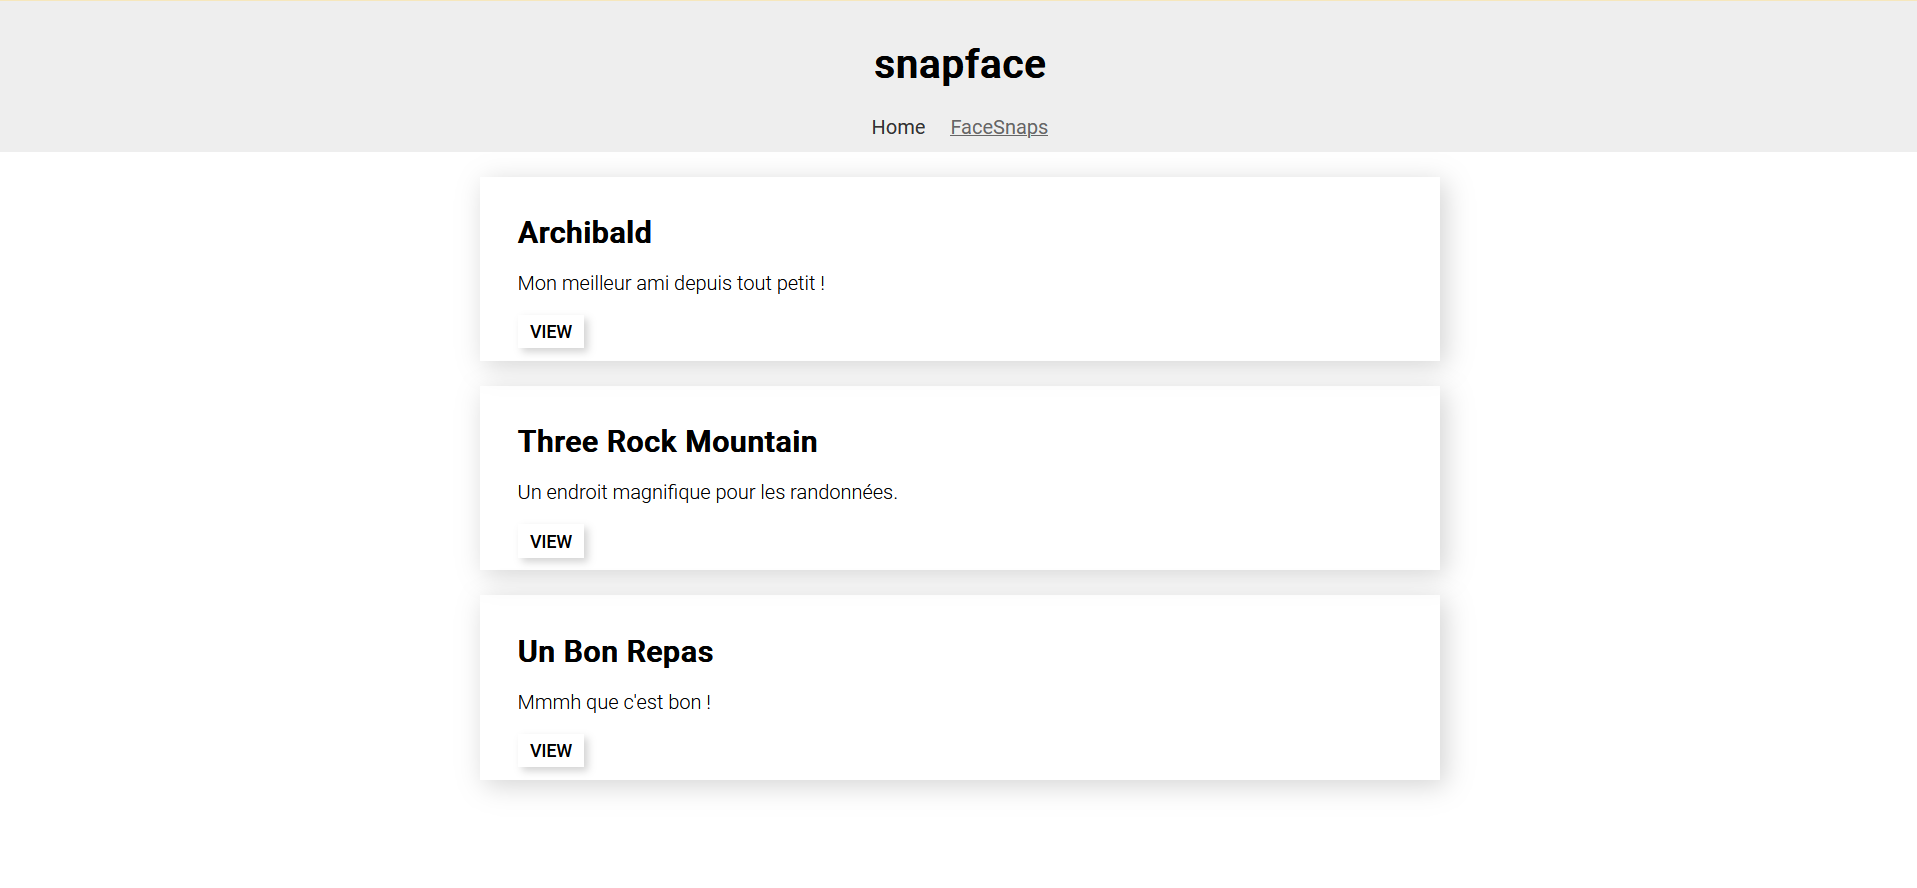 snapface
Home FaceSnaps
Archibald
Mon meilleur ami depuis tout petit !
VIEW
Three Rock Mountain
Un endroit magnifique pour les randonnées.
VIEW
Un Bon Repas
Mmmh que c'est bon !
VIEW